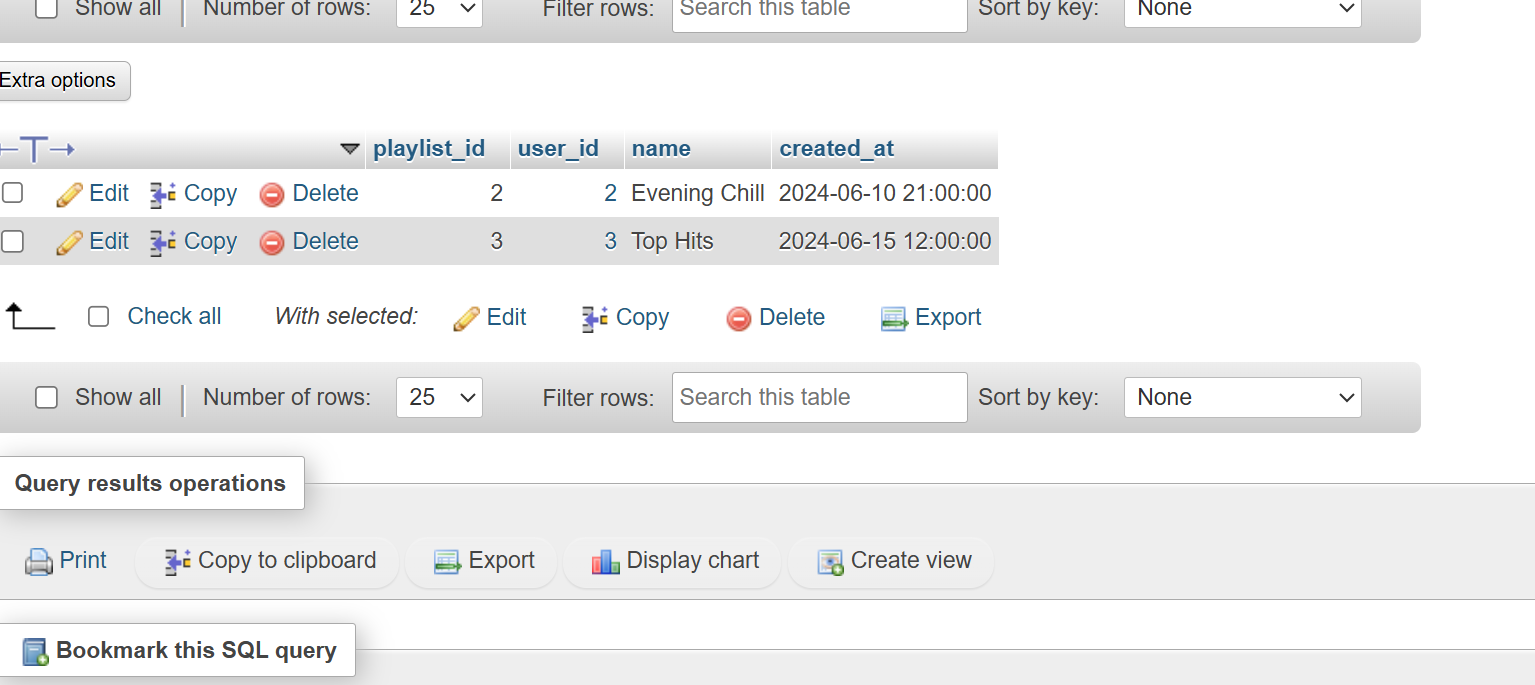 Show all Number of rows: 25 Filter rows: Search this table Sort by key: None
Extra options
playlist_id user_id name created_at
Edit Copy Delete 2 2 Evening Chill 2024-06-10 21:00:00
Edit Copy Delete 3 3 Top Hits 2024-06-15 12:00:00
Check all With selected: Edit Copy Delete Export
Show all Number of rows: 25 Filter rows: Search this table Sort by key: None
Query results operations
Print Copy to clipboard Export Display chart Create view
Bookmark this SQL query